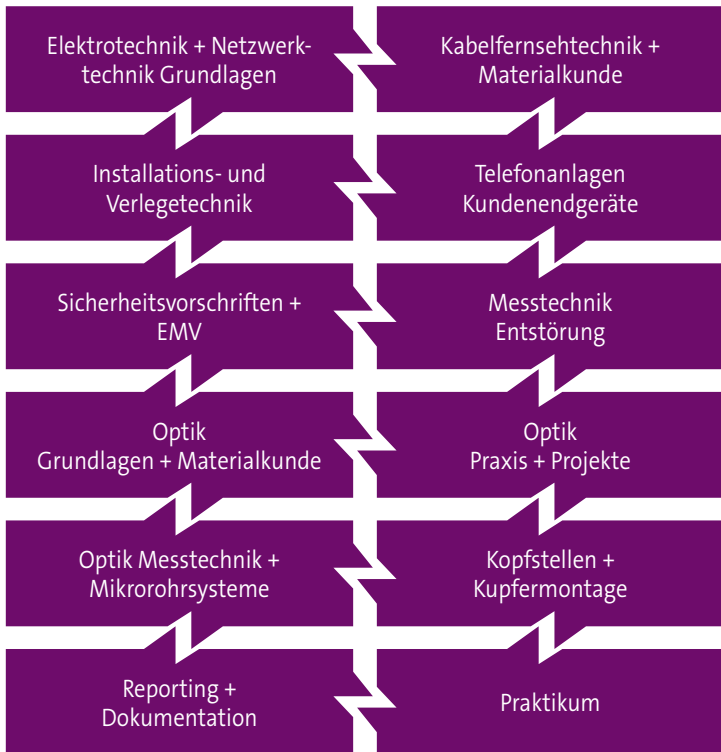 Elektrotechnik + Netzwerk-
technik Grundlagen
Kabelfernsehtechnik +
Materialkunde
Installations- und
Verlegetechnik
Telefonanlagen
Kundenendgeräte
Sicherheitsvorschriften +
EMV
Messtechnik
Entstörung
Optik
Grundlagen + Materialkunde
Optik
Praxis + Projekte
Optik Messtechnik +
Mikrorohrsysteme
Kopfstellen +
Kupfermontage
Reporting +
Dokumentation
Praktikum